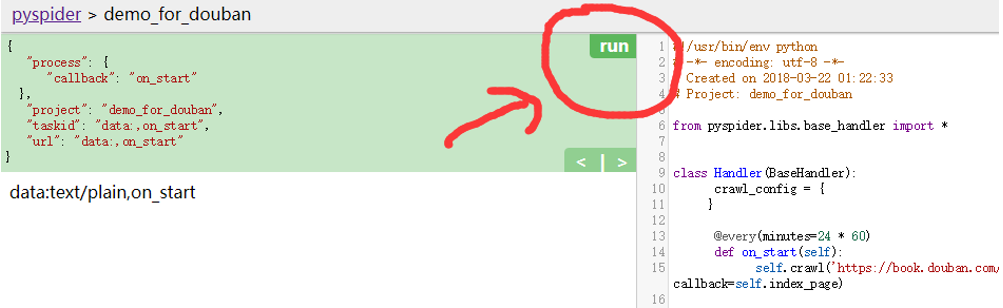 pyspider > demo_for_douban
{
"process": {
"callback": "on_start"
},
"project": "demo_for_douban",
"taskid": "data:,on_start",
"url": "data:,on_start"
}
run
< | >
data:text/plain,on_start
1 /usr/bin/env python
2 -*- encoding: utf-8 -*-
3 Created on 2018-03-22 01:22:33
4 # Project: demo_for_douban
5
6 from pyspider.libs.base_handler import *
7
8
9 class Handler(BaseHandler):
10 crawl_config = {
11 }
12
13 @every(minutes=24 * 60)
14 def on_start(self):
15 self.crawl('https://book.douban.com/
callback=self.index_page)
16